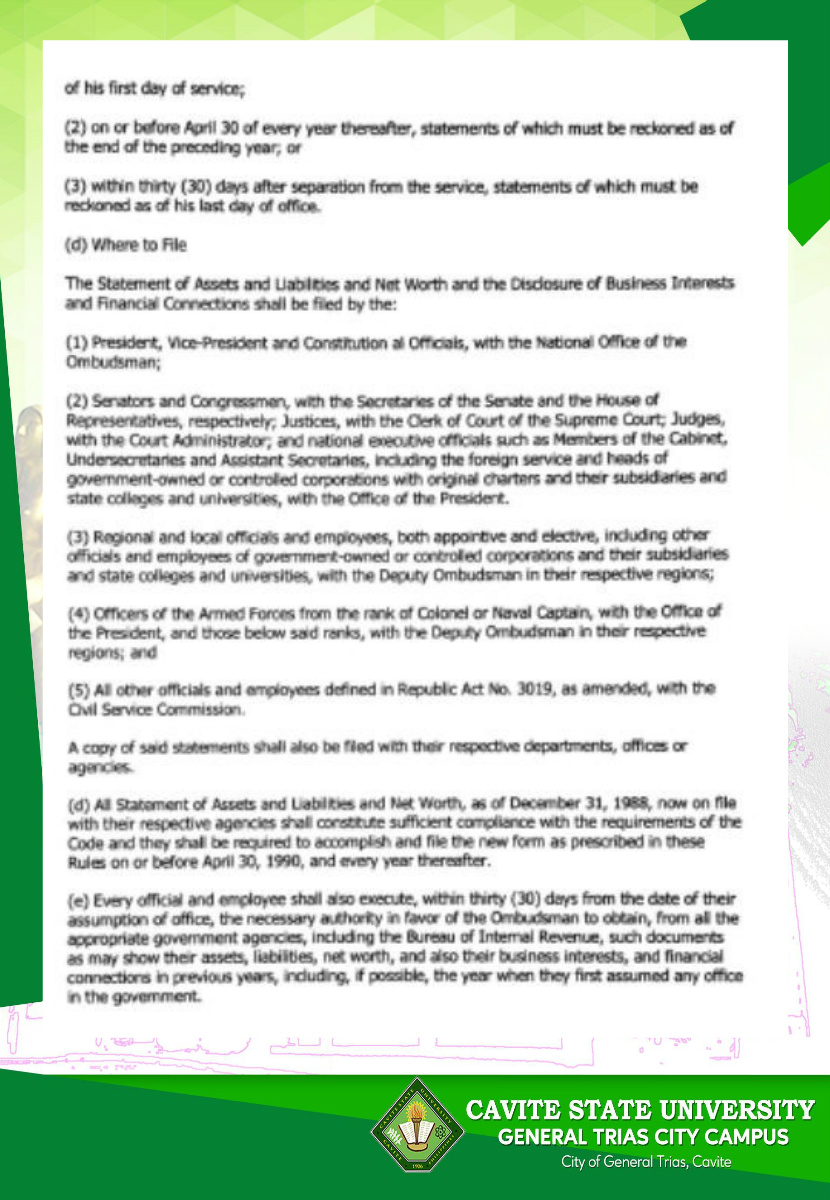 of his first day of service;
(2) on or before April 30 of every year thereafter, statements of which must be reckoned as of
the end of the preceding year; or
(3) within thirty (30) days after separation from the service, statements of which must be
reckoned as of his last day of office.
(d) Where to File
The Statement of Assets and Liabilities and Net Worth and the Disclosure of Business Interests
and Financial Connections shall be filed by the:
(1) President, Vice-President and Constitution al Officials, with the National Office of the
Ombudsman;
(2) Senators and Congressmen, with the Secretaries of the Senate and the House of
Representatives, respectively; Justices, with the Clerk of Court of the Supreme Court; Judges,
with the Court Administrator; and national executive officials such as Members of the Cabinet,
Undersecretaries and Assistant Secretaries, including the foreign service and heads of
government-owned or controlled corporations with original charters and their subsidiaries and
state colleges and universities, with the Office of the President.
(3) Regional and local officials and employees, both appointive and elective, including other
officials and employees of government-owned or controlled corporations and their subsidiaries
and state colleges and universities, with the Deputy Ombudsman in their respective regions;
(4) Officers of the Armed Forces from the rank of Colonel or Naval Captain, with the Office of
the President, and those below said ranks, with the Deputy Ombudsman in their respective
regions; and
(5) All other officials and employees defined in Republic Act No. 3019, as amended, with the
Civil Service Commission.
A copy of said statements shall also be filed with their respective departments, offices or
agencies.
(d) All Statement of Assets and Liabilities and Net Worth, as of December 31, 1988, now on file
with their respective agencies shall constitute sufficient compliance with the requirements of the
Code and they shall be required to accomplish and file the new form as prescribed in these
Rules on or before April 30, 1990, and every year thereafter.
(e) Every official and employee shall also execute, within thirty (30) days from the date of their
assumption of office, the necessary authority in favor of the Ombudsman to obtain, from all the
appropriate government agencies, including the Bureau of Internal Revenue, such documents
as may show their assets, liabilities, net worth, and also their business interests, and financial
connections in previous years, including, if possible, the year when they first assumed any office
in the government.
CAVITE STATE UNIVERSITY
GENERAL TRIAS CITY CAMPUS
City of General Trias, Cavite
1906